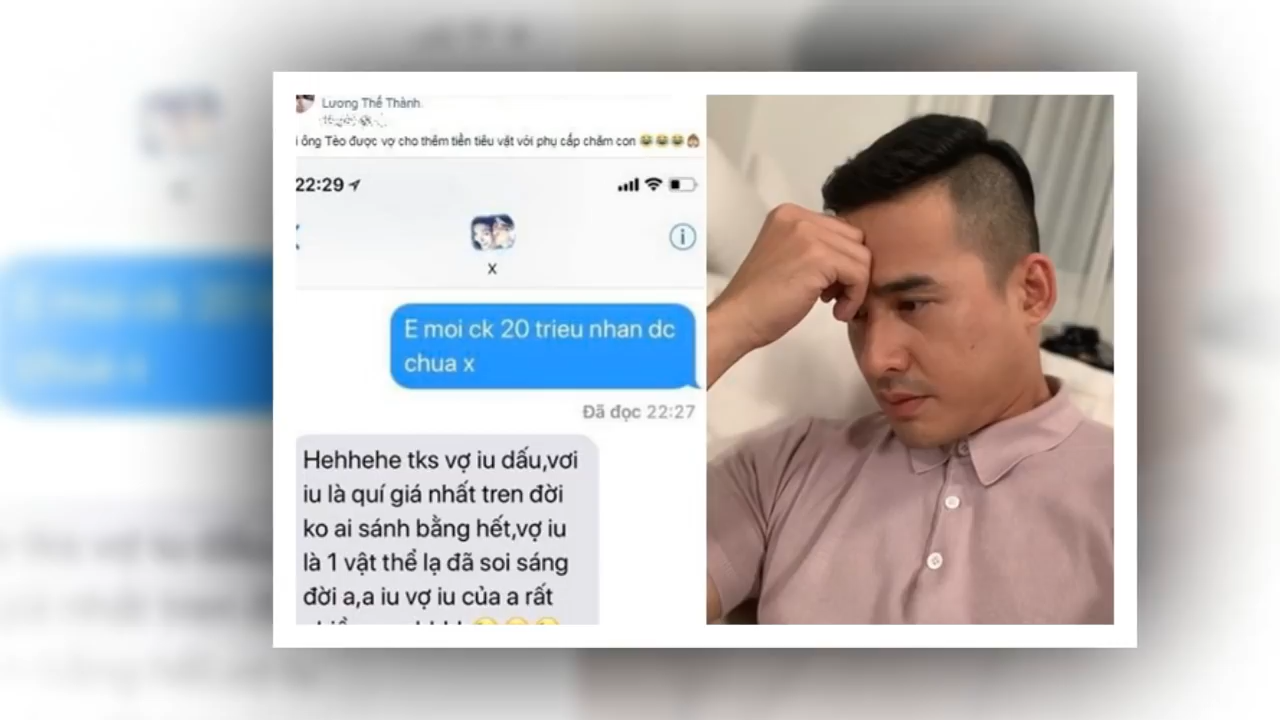 Lương Thế Thành
i ông Tèo được vợ cho thêm tiền tiêu vặt với phụ cấp chăm con
22:29
x
E moi ck 20 trieu nhan dc
chua x
Đã đọc 22:27
Hehhehe tks vợ iu dấu,vơi
iu là quí giá nhất tren đời
ko ai sánh bằng hết,vợ iu
là 1 vật thể lạ đã soi sáng
đời a,a iu vợ iu của a rất